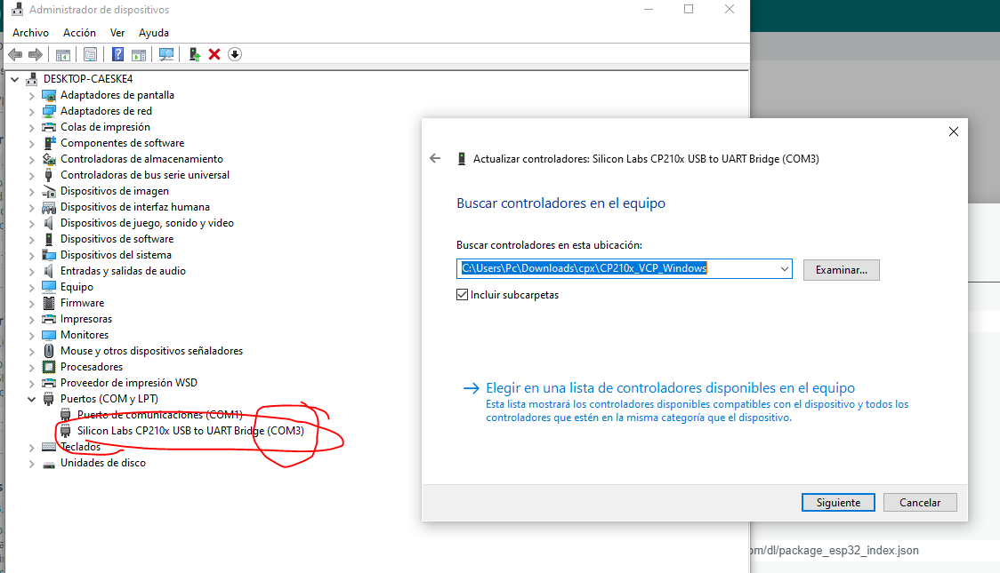 Administrador de dispositivos
Archivo Acción Ver Ayuda
DESKTOP-CAESKE4
Adaptadores de pantalla
Adaptadores de red
Colas de impresión
Componentes de software
Controladoras de almacenamiento
Controladoras de bus serie universal
Dispositivos de imagen
Dispositivos de interfaz humana
Dispositivos de juego, sonido y video
Dispositivos de software
Dispositivos del sistema
Entradas y salidas de audio
Equipo
Firmware
Impresoras
Monitores
Mouse y otros dispositivos señaladores
Procesadores
Proveedor de impresión WSD
Puertos (COM y LPT)
Puerto de comunicaciones (COM1)
Silicon Labs CP210x USB to UART Bridge (COM3)
Teclados
Unidades de disco
Actualizar controladores: Silicon Labs CP210x USB to UART Bridge (COM3)
Buscar controladores en el equipo
Buscar controladores en esta ubicación:
C:\Users\Pc\Downloads\cpx\CP210x_VCP_Windows
Examinar...
Incluir subcarpetas
Elegir en una lista de controladores disponibles en el equipo
Esta lista mostrará los controladores disponibles compatibles con el dispositivo y todos los
controladores que estén en la misma categoría que el dispositivo.
Siguiente Cancelar
om/dl/package_esp32_index.json